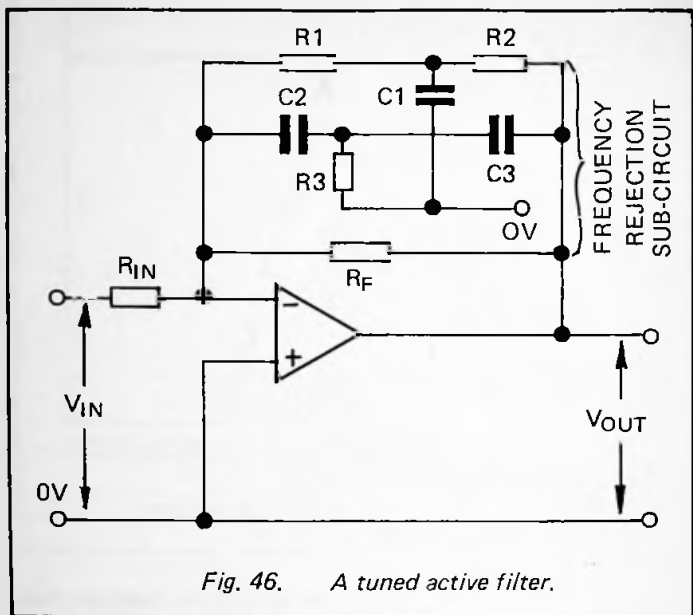 R1
R2
C2
C1
R3
C3
0V
FREQUENCY
REJECTION
SUB-CIRCUIT
RIN
RF
−
+
VIN
VOUT
0V
Fig. 46. A tuned active filter.